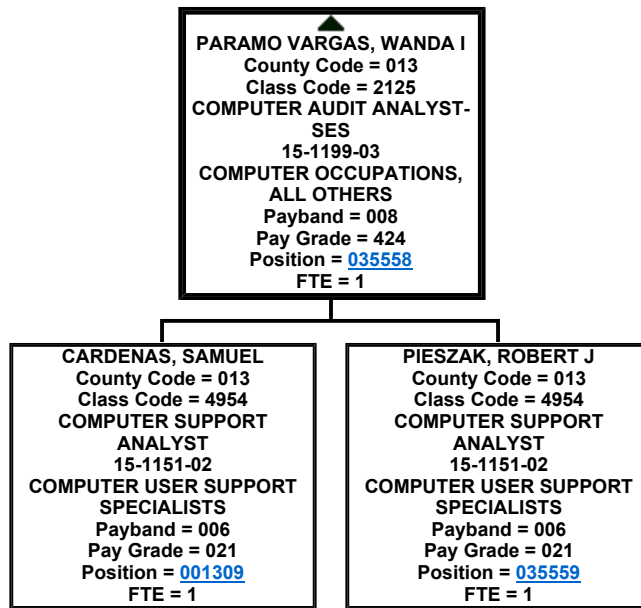 PARAMO VARGAS, WANDA I
County Code = 013
Class Code = 2125
COMPUTER AUDIT ANALYST-
SES
15-1199-03
COMPUTER OCCUPATIONS,
ALL OTHERS
Payband = 008
Pay Grade = 424
Position = 035558
FTE = 1
CARDENAS, SAMUEL
County Code = 013
Class Code = 4954
COMPUTER SUPPORT
ANALYST
15-1151-02
COMPUTER USER SUPPORT
SPECIALISTS
Payband = 006
Pay Grade = 021
Position = 001309
FTE = 1
PIESZAK, ROBERT J
County Code = 013
Class Code = 4954
COMPUTER SUPPORT
ANALYST
15-1151-02
COMPUTER USER SUPPORT
SPECIALISTS
Payband = 006
Pay Grade = 021
Position = 035559
FTE = 1